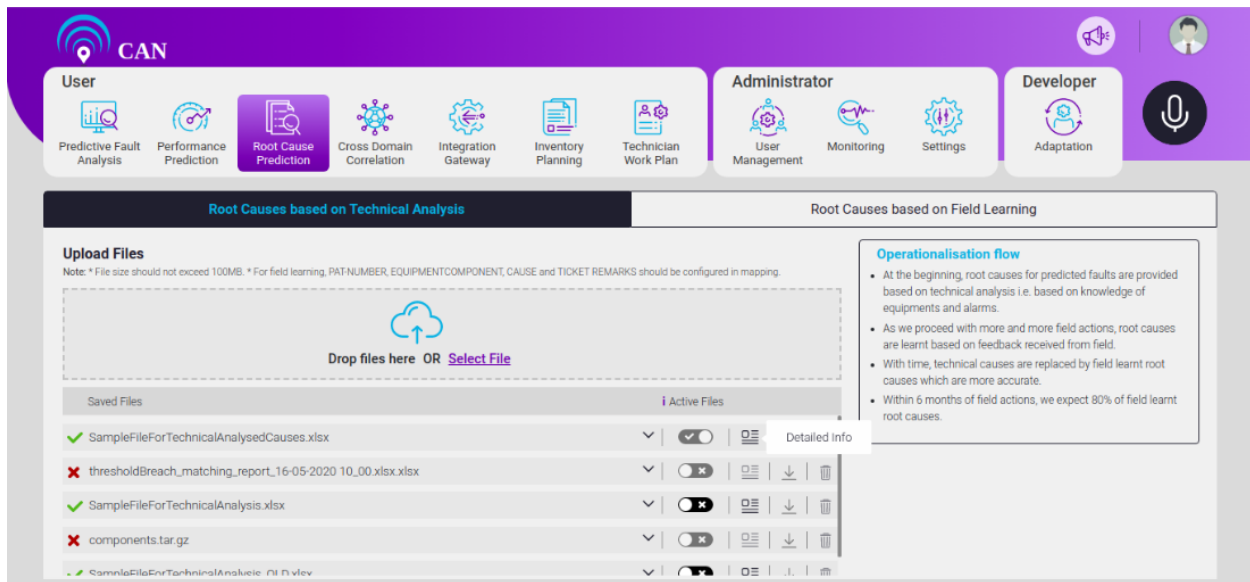 CAN
User
Administrator
Developer
Predictive Fault
Analysis
Performance
Prediction
Root Cause
Prediction
Cross Domain
Correlation
Integration
Gateway
Inventory
Planning
Technician
Work Plan
User
Management
Monitoring
Settings
Adaptation
Root Causes based on Technical Analysis
Root Causes based on Field Learning
Upload Files
Note: * File size should not exceed 100MB. * For field learning, PAT-NUMBER, EQUIPMENTCOMPONENT, CAUSE and TICKET REMARKS should be configured in mapping.
Drop files here OR Select File
Saved Files
i Active Files
SampleFileForTechnicalAnalysedCauses.xlsx
Detailed Info
thresholdBreach_matching_report_16-05-2020 10_00.xlsx.xlsx
SampleFileForTechnicalAnalysis.xlsx
components.tar.gz
SampleFileForTechnicalAnalysis_OLD.xlsx
Operationalisation flow
• At the beginning, root causes for predicted faults are provided
based on technical analysis i.e. based on knowledge of
equipments and alarms.
• As we proceed with more and more field actions, root causes
are learnt based on feedback received from field.
• With time, technical causes are replaced by field learnt root
causes which are more accurate.
• Within 6 months of field actions, we expect 80% of field learnt
root causes.